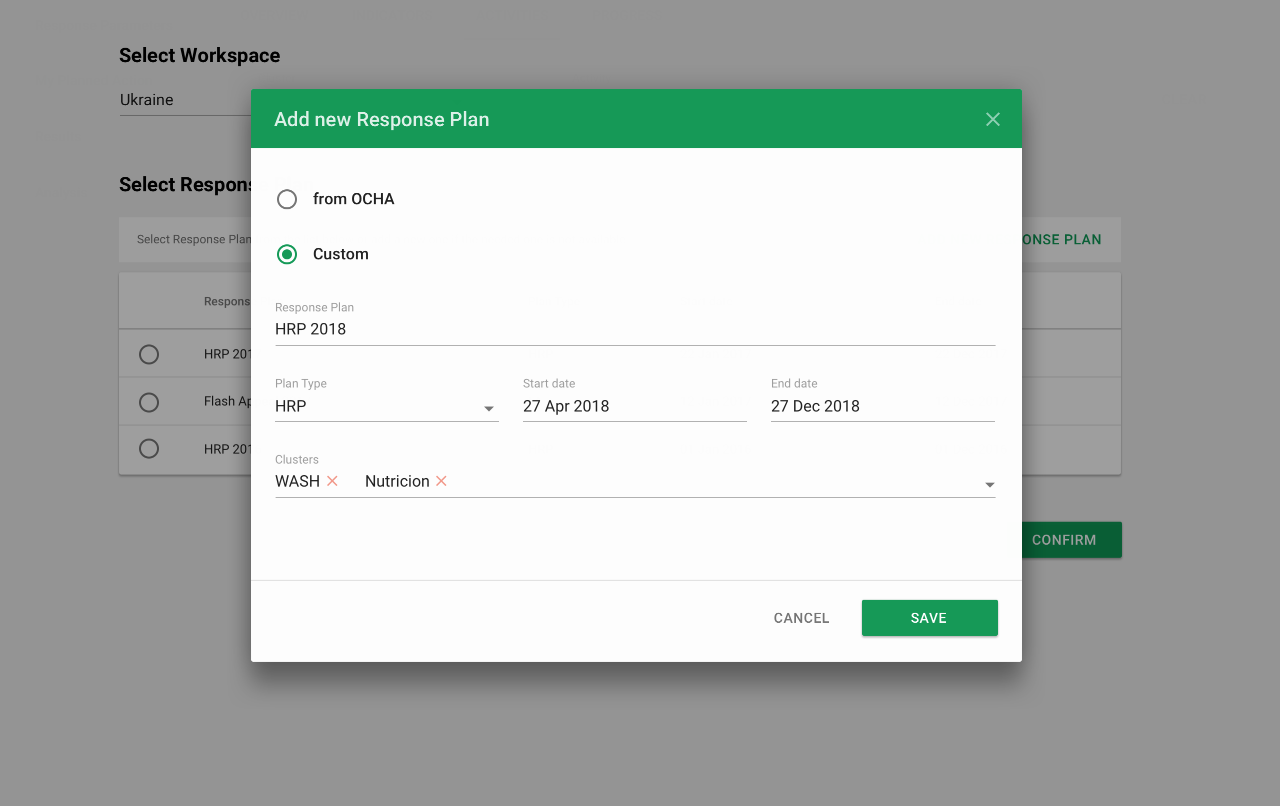 Select Workspace
Ukraine
Add new Response Plan
Select Respons
from OCHA
Select Response Plan
ONSE PLAN
Custom
Respons
Response Plan
HRP 2018
HRP 201
Plan Type
Start date
End date
Flash Ap
HRP
27 Apr 2018
27 Dec 2018
HRP 201
Clusters
WASH
Nutricion
CONFIRM
CANCEL
SAVE